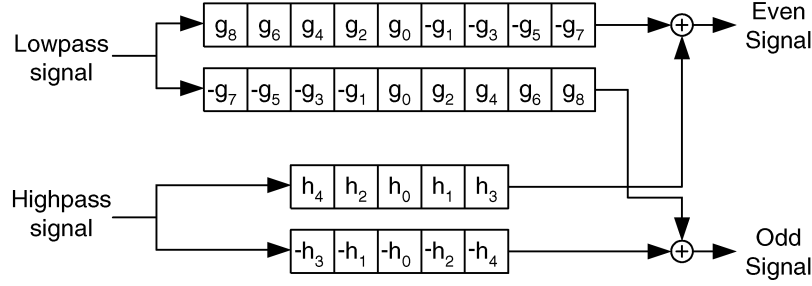 g8 g6 g4 g2 g0 -g1 -g3 -g5 -g7
Even
Signal
Lowpass
signal
-g7 -g5 -g3 -g1 g0 g2 g4 g6 g8
h4 h2 h0 h1 h3
Highpass
signal
-h3 -h1 -h0 -h2 -h4
Odd
Signal